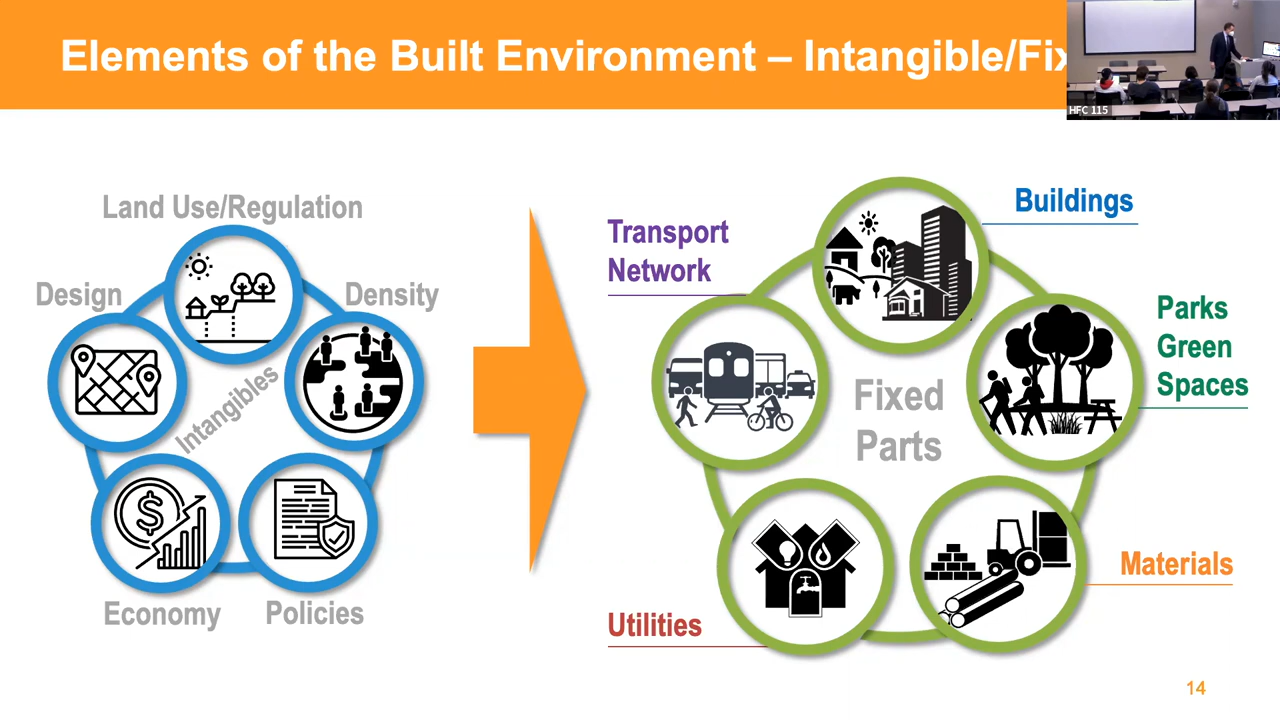 Elements of the Built Environment – Intangible/Fix
HFC 115
Land Use/Regulation
Design
Density
Intangibles
Economy
Policies
Transport
Network
Buildings
Parks
Green
Spaces
Fixed
Parts
Materials
Utilities
14